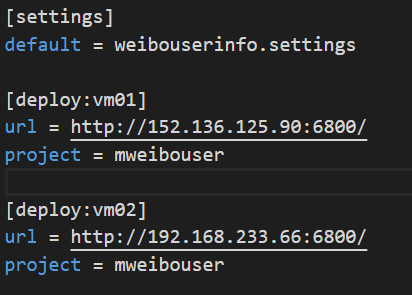 [settings]
default = weibouserinfo.settings
[deploy:vm01]
url = http://152.136.125.90:6800/
project = mweibouser
[deploy:vm02]
url = http://192.168.233.66:6800/
project = mweibouser